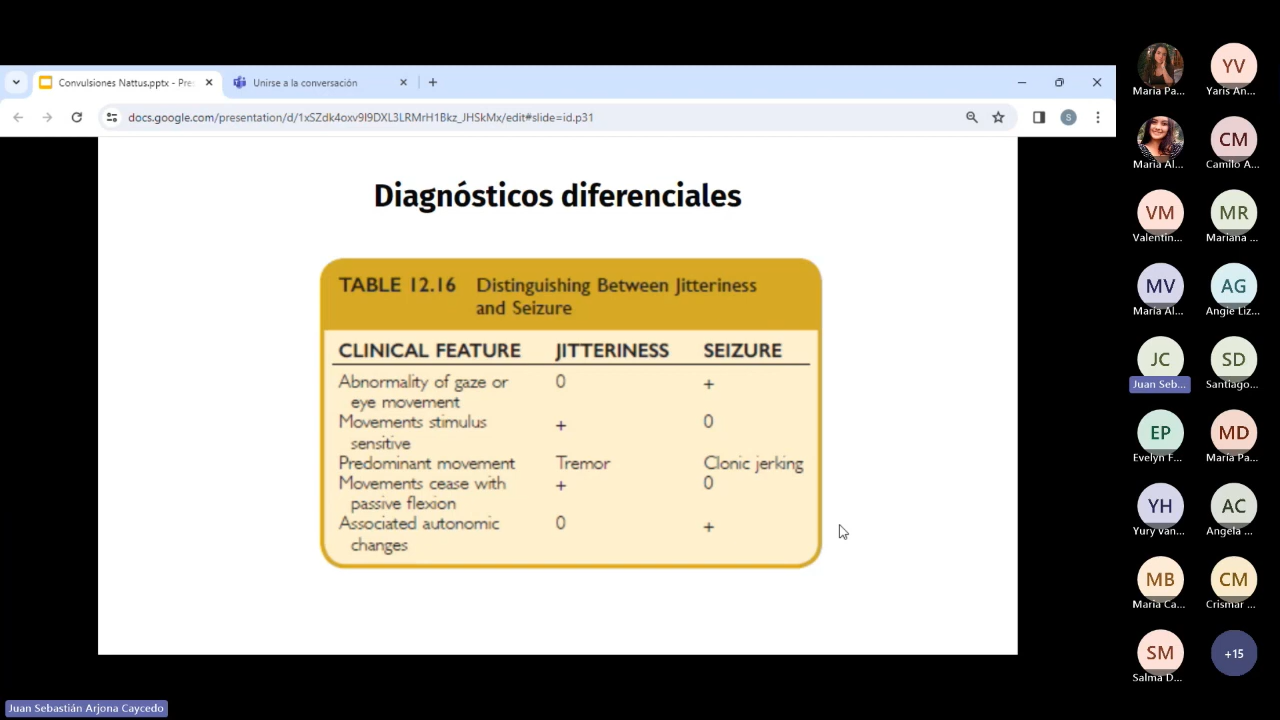 Convulsiones Nattus.pptx - Pre
Unirse a la conversación
docs.google.com/presentation/d/1xSZdk4oxv9I9DXL3LRMrH1Bkz_JHSkMx/edit#slide=id.p31
S
Diagnósticos diferenciales
TABLE 12.16 Distinguishing Between Jitteriness
and Seizure
CLINICAL FEATURE JITTERINESS SEIZURE
Abnormality of gaze or 0 +
eye movement
Movements stimulus + 0
sensitive
Predominant movement Tremor Clonic jerking
Movements cease with + 0
passive flexion
Associated autonomic 0 +
changes
YV
Maria Pa... Yaris An...
CM
Maria Al... Camilo A...
VM MR
Valentin... Mariana ...
MV AG
María Al... Angie Liz...
JC SD
Juan Seb... Santiago...
EP MD
Evelyn F... María Pa...
YH AC
Yury van... Angela ...
MB CM
Maria Ca... Crismar ...
SM +15
Salma D...
Juan Sebastián Arjona Caycedo